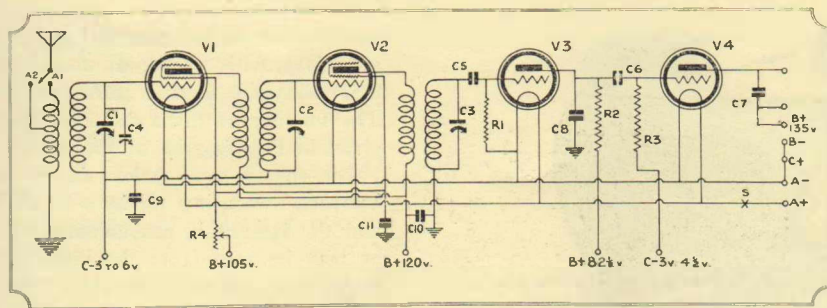 V1 V2 V3 V4
A2 A1
C5 C6
C1 C4 C2 C3 R1 C8 R2 R3 C7
B+ 135v
B-
C+
A-
S
A+
C9 R4 C11 C10
C-3 TO 6v B+105v. B+120v. B+82½v C-3v. 4½v.